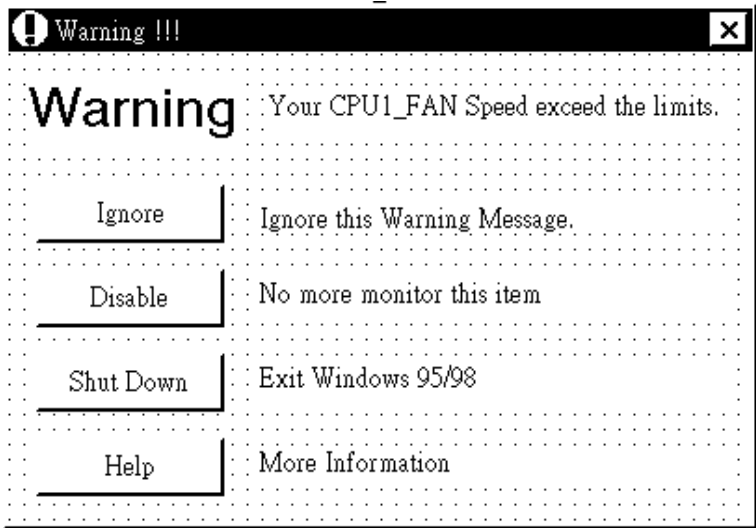 Warning !!!
Warning
Your CPU1_FAN Speed exceed the limits.
Ignore
Ignore this Warning Message.
Disable
No more monitor this item
Shut Down
Exit Windows 95/98
Help
More Information